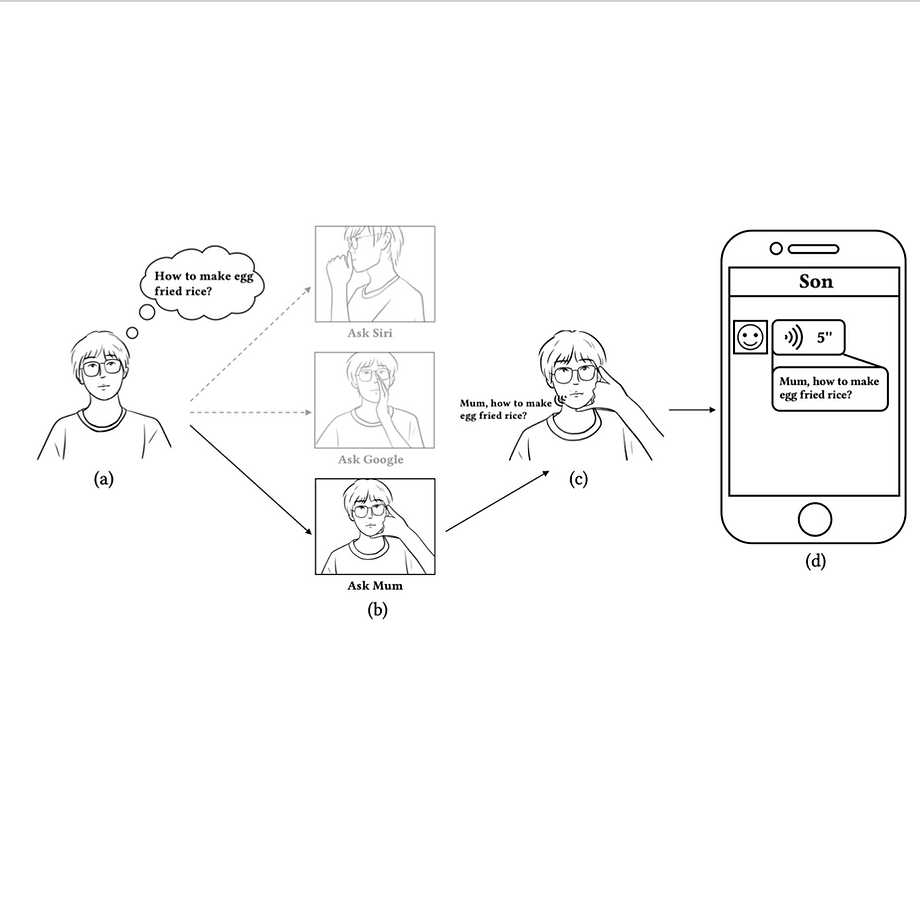 How to make egg
fried rice?
(a)
Ask Siri
Ask Google
Ask Mum
(b)
Mum, how to make
egg fried rice?
(c)
Son
5"
Mum, how to make
egg fried rice?
(d)